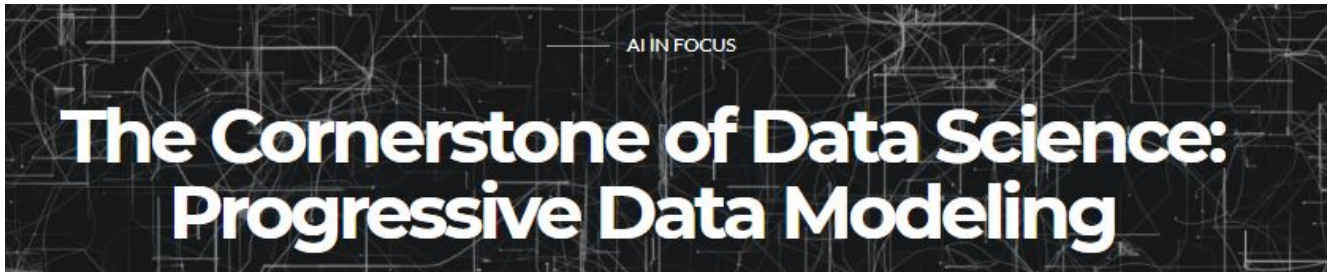 AI IN FOCUS
The Cornerstone of Data Science:
Progressive Data Modeling